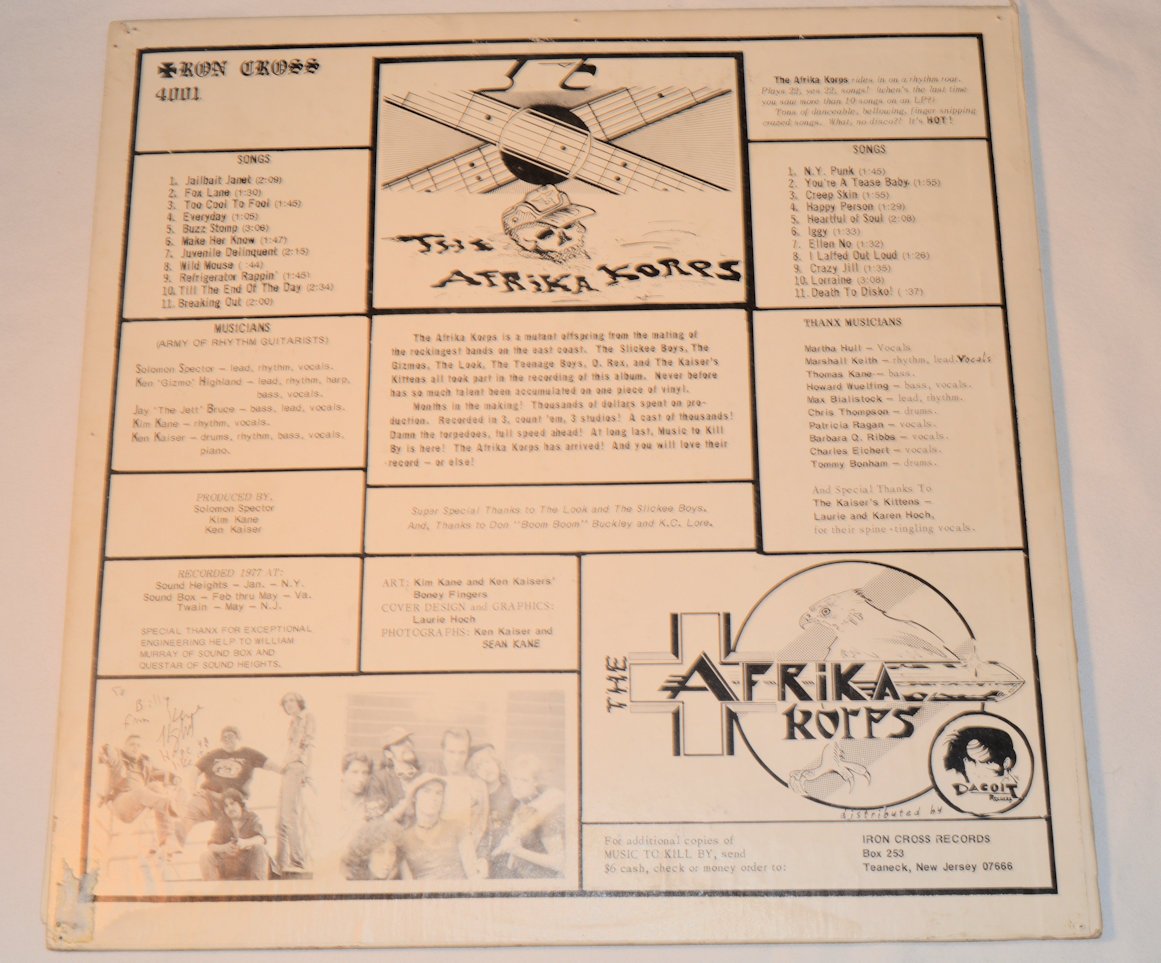 IRON CROSS
4001
THE
AFRIKA KORPS
The Afrika Korps rides in on a rhythm roar.
Plays 22, yes 22, songs! (when's the last time
you saw more than 10 songs on an LP?)
Tons of danceable, bellowing, finger snipping
crazed songs. What, no disco?! It's HOT!
SONGS
1. Jailbait Janet (2:09)
2. Fox Lane (1:30)
3. Too Cool To Fool (1:45)
4. Everyday (1:05)
5. Buzz Stomp (3:06)
6. Make Her Know (1:47)
7. Juvenile Delinquent (2:15)
8. Wild Mouse ( :44)
9. Refrigerator Rappin' (1:45)
10. Till The End Of The Day (2:34)
11. Breaking Out (2:00)
SONGS
1. N.Y. Punk (1:45)
2. You're A Tease Baby (1:55)
3. Creep Skin (1:55)
4. Happy Person (1:29)
5. Heartful of Soul (2:08)
6. Iggy (1:33)
7. Ellen No (1:32)
8. I Laffed Out Loud (1:26)
9. Crazy Jill (1:35)
10. Lorraine (3:08)
11. Death To Disko! ( :37)
MUSICIANS
(ARMY OF RHYTHM GUITARISTS)
Solomon Spector – lead, rhythm, vocals.
Ken 'Gizmo' Highland – lead, rhythm, harp,
bass, vocals.
Jay 'The Jett' Bruce – bass, lead, vocals.
Kim Kane – rhythm, vocals.
Ken Kaiser – drums, rhythm, bass, vocals,
piano.
The Afrika Korps is a mutant offspring from the mating of
the rockingest bands on the east coast. The Slickee Boys, The
Gizmos, The Look, The Teenage Boys, O. Rex, and The Kaiser's
Kittens all took part in the recording of this album. Never before
has so much talent been accumulated on one piece of vinyl.
Months in the making! Thousands of dollars spent on pro-
duction. Recorded in 3, count 'em, 3 studios! A cast of thousands!
Damn the torpedoes, full speed ahead! At long last, Music to Kill
By is here! The Afrika Korps has arrived! And you will love their
record – or else!
THANX MUSICIANS
Martha Hull – Vocals
Marshall Keith – rhythm, lead. Vocals
Thomas Kane – bass.
Howard Wuelfing – bass, vocals.
Max Bialistock – lead, rhythm.
Chris Thompson – drums.
Patricia Ragan – vocals.
Barbara Q. Ribbs – vocals.
Charles Eichert – vocals.
Tommy Bonham – drums.
And Special Thanks To
The Kaiser's Kittens –
Laurie and Karen Hoch,
for their spine-tingling vocals.
PRODUCED BY,
Solomon Spector
Kim Kane
Ken Kaiser
Super Special Thanks to The Look and The Slickee Boys.
And, Thanks to Don "Boom Boom" Buckley and K.C. Lore.
RECORDED 1977 AT:
Sound Heights – Jan. – N.Y.
Sound Box – Feb thru May – Va.
Twain – May – N.J.
SPECIAL THANX FOR EXCEPTIONAL
ENGINEERING HELP TO WILLIAM
MURRAY OF SOUND BOX AND
QUESTAR OF SOUND HEIGHTS.
ART: Kim Kane and Ken Kaisers'
Boney Fingers
COVER DESIGN and GRAPHICS:
Laurie Hoch
PHOTOGRAPHS: Ken Kaiser and
SEAN KANE
THE
AFRIKA
KORPS
DACOIT
distributed by
To Billy
from
For additional copies of
MUSIC TO KILL BY, send
$6 cash, check or money order to:
IRON CROSS RECORDS
Box 253
Teaneck, New Jersey 07666